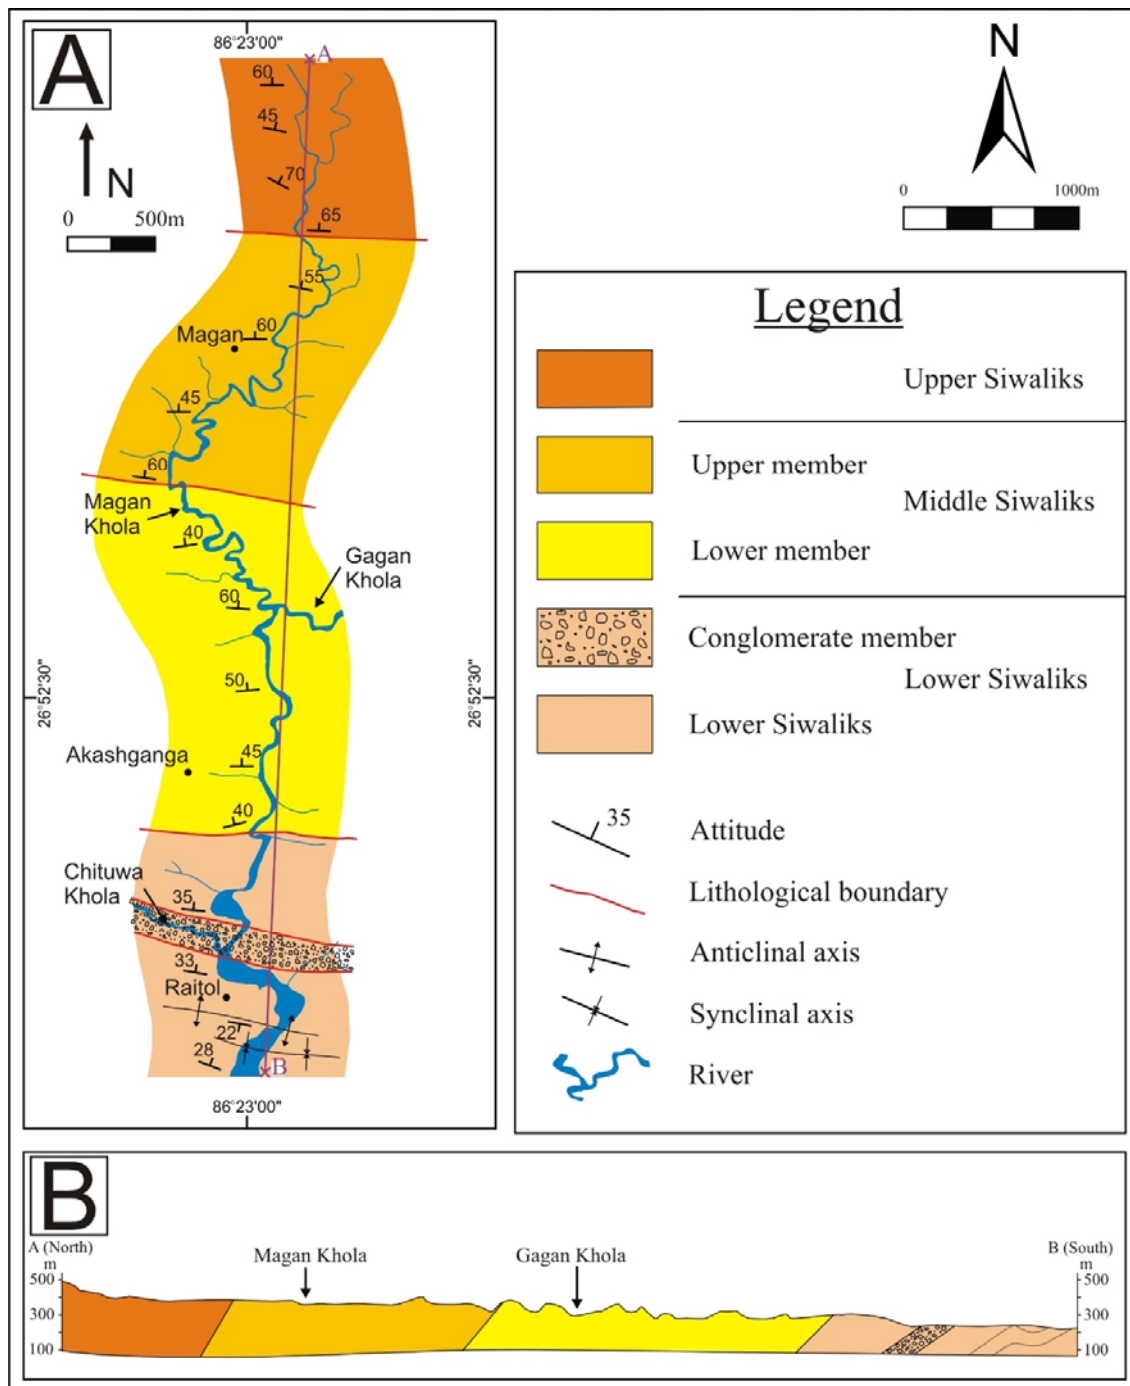 A
86°23'00"
A
N
0 500m
60
45
70
65
55
60
Magan
45
60
Magan
Khola
40
Gagan
Khola
60
50
26°52'30"
26°52'30"
Akashganga
45
40
Chituwa
Khola
35
33
Raitol
22
28
B
86°23'00"
N
0 1000m
Legend
Upper Siwaliks
Upper member
Middle Siwaliks
Lower member
Conglomerate member
Lower Siwaliks
Lower Siwaliks
35
Attitude
Lithological boundary
Anticlinal axis
Synclinal axis
River
B
A (North)
m
500
300
100
Magan Khola
Gagan Khola
B (South)
m
500
300
100